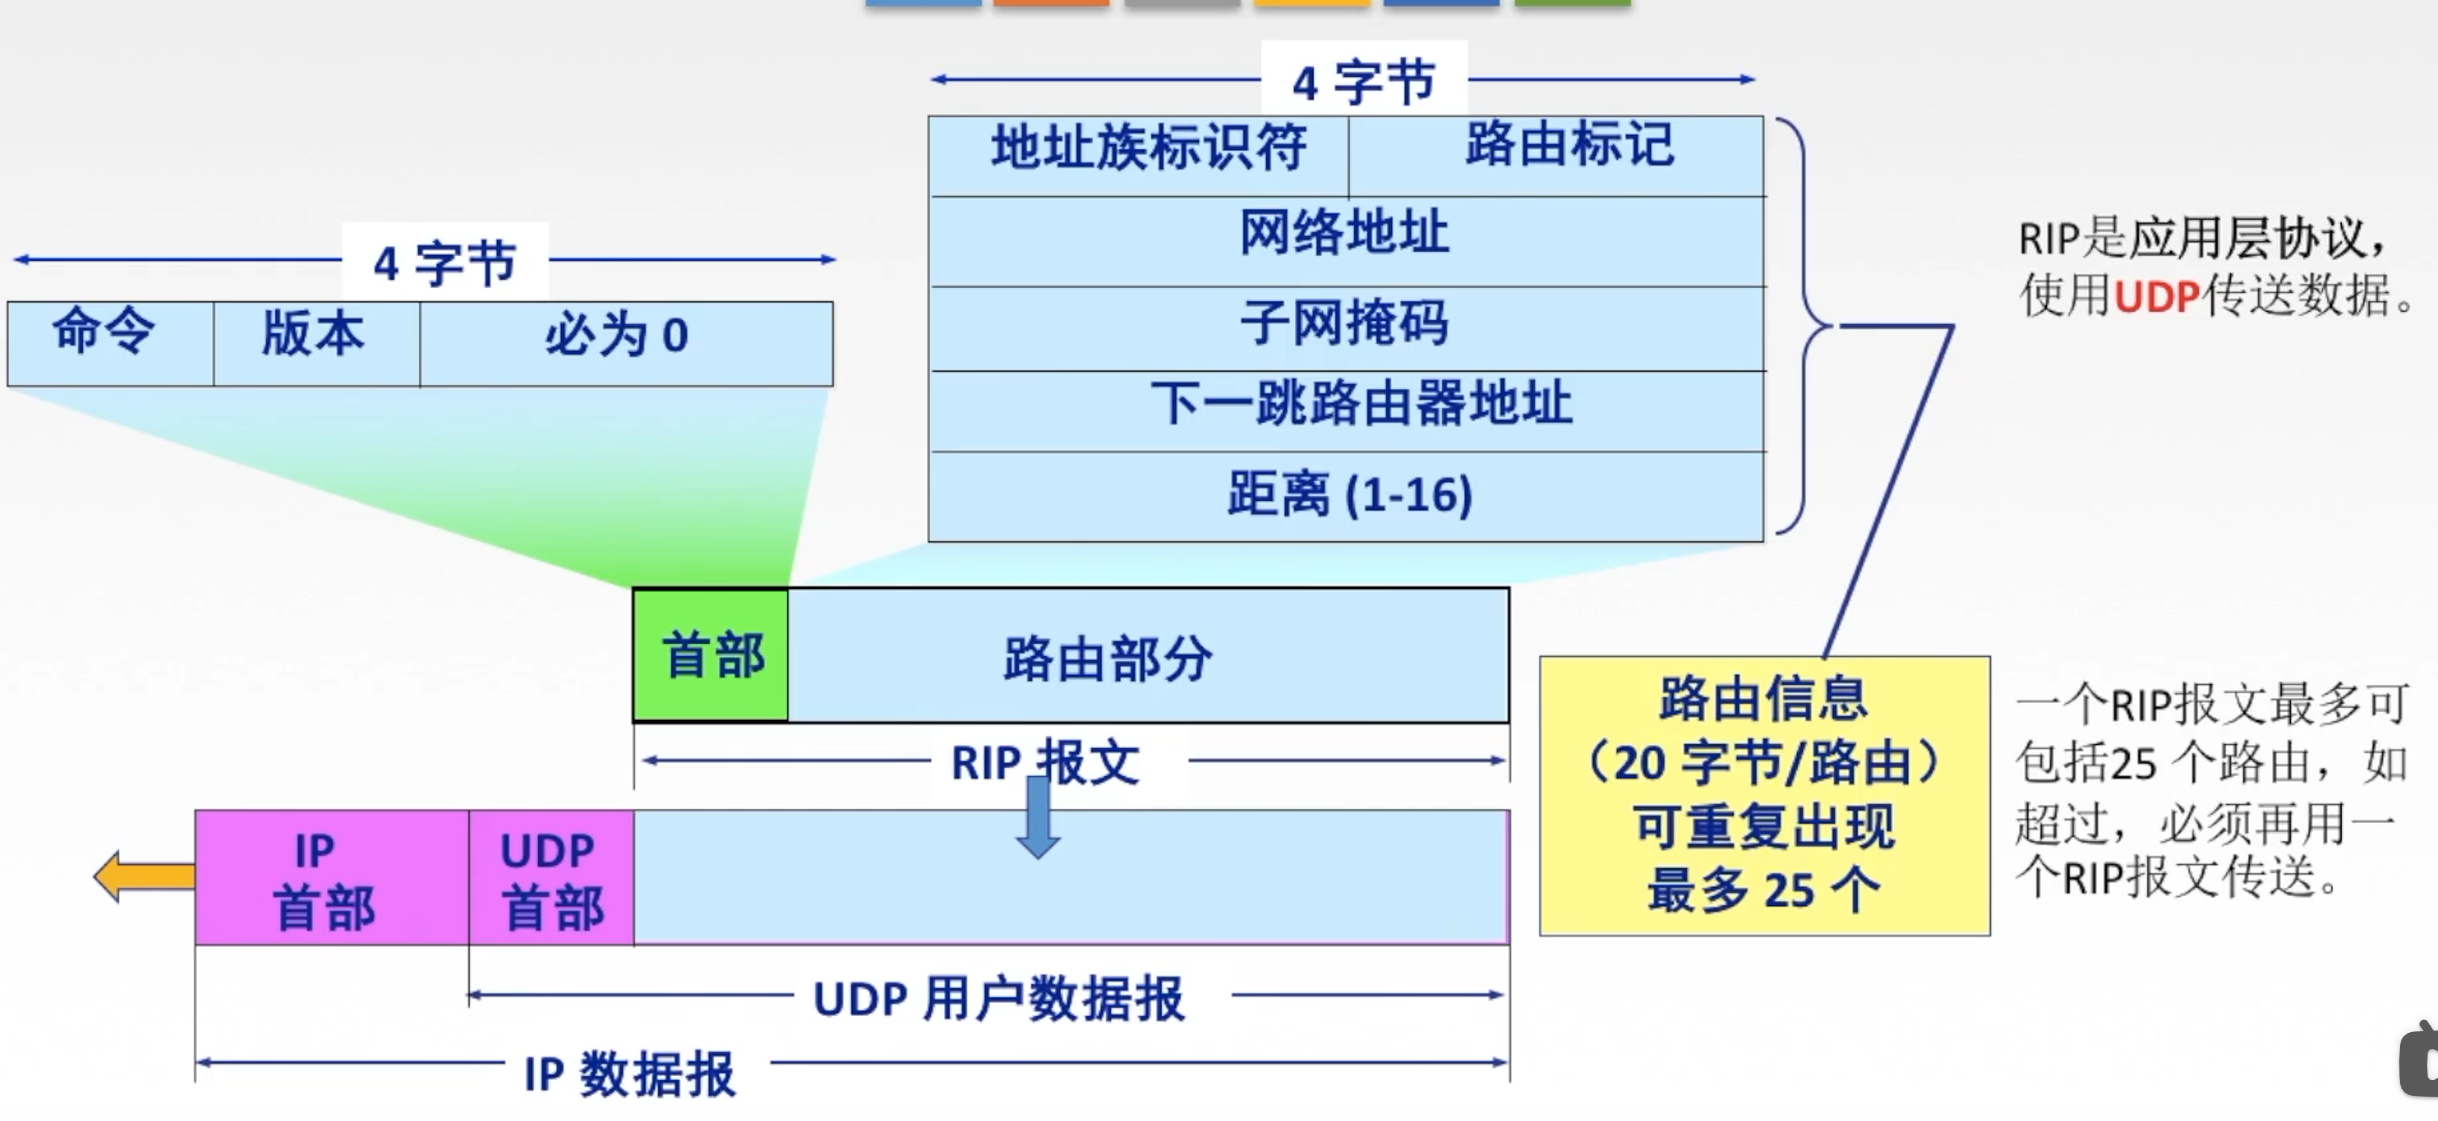 4 字节
地址族标识符
路由标记
网络地址
子网掩码
下一跳路由器地址
距离 (1-16)
4 字节
命令
版本
必为 0
RIP是应用层协议，
使用UDP传送数据。
首部
路由部分
RIP 报文
路由信息
（20 字节/路由）
可重复出现
最多 25 个
一个RIP报文最多可
包括25 个路由，如
超过，必须再用一
个RIP报文传送。
IP
首部
UDP
首部
UDP 用户数据报
IP 数据报